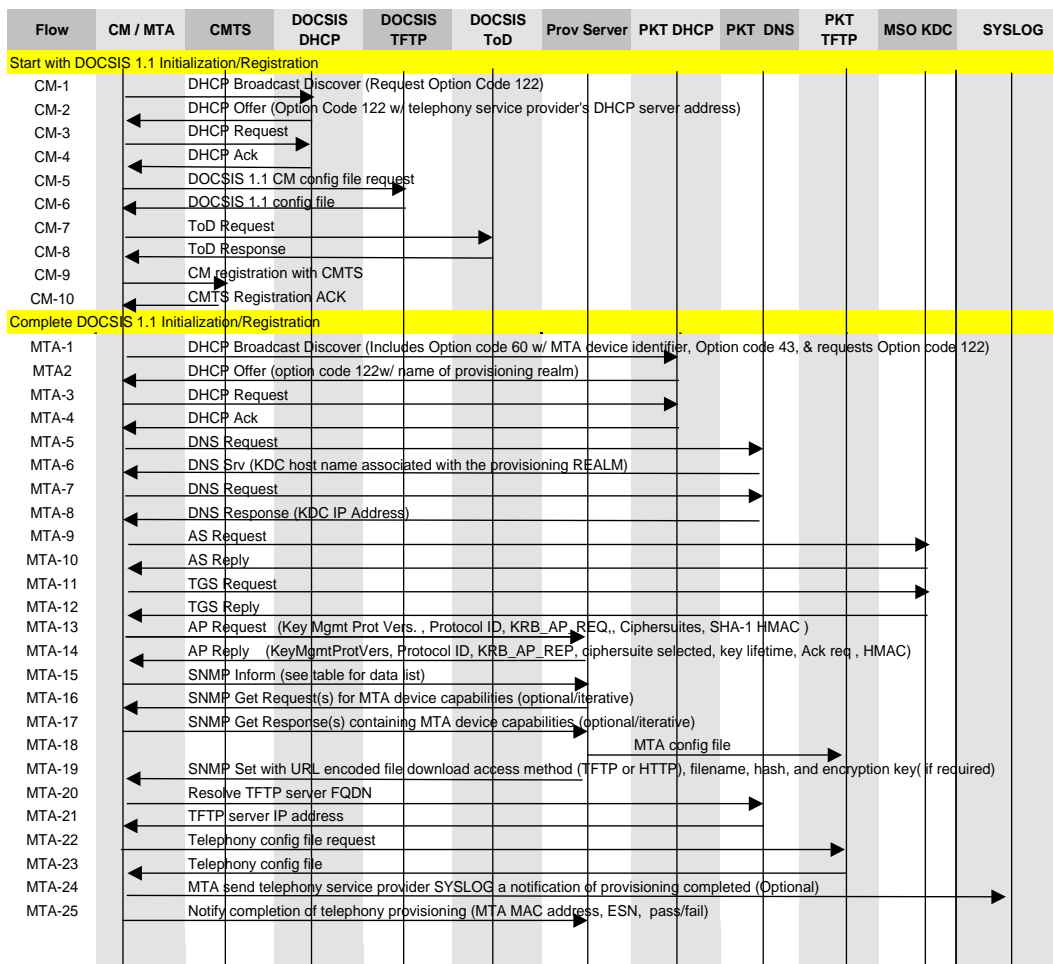 Flow CM / MTA CMTS DOCSIS DHCP DOCSIS TFTP DOCSIS ToD Prov Server PKT DHCP PKT DNS PKT TFTP MSO KDC SYSLOG
Start with DOCSIS 1.1 Initialization/Registration
CM-1 DHCP Broadcast Discover (Request Option Code 122)
CM-2 DHCP Offer (Option Code 122 w/ telephony service provider's DHCP server address)
CM-3 DHCP Request
CM-4 DHCP Ack
CM-5 DOCSIS 1.1 CM config file request
CM-6 DOCSIS 1.1 config file
CM-7 ToD Request
CM-8 ToD Response
CM-9 CM registration with CMTS
CM-10 CMTS Registration ACK
Complete DOCSIS 1.1 Initialization/Registration
MTA-1 DHCP Broadcast Discover (Includes Option code 60 w/ MTA device identifier, Option code 43, & requests Option code 122)
MTA2 DHCP Offer (option code 122w/ name of provisioning realm)
MTA-3 DHCP Request
MTA-4 DHCP Ack
MTA-5 DNS Request
MTA-6 DNS Srv (KDC host name associated with the provisioning REALM)
MTA-7 DNS Request
MTA-8 DNS Response (KDC IP Address)
MTA-9 AS Request
MTA-10 AS Reply
MTA-11 TGS Request
MTA-12 TGS Reply
MTA-13 AP Request (Key Mgmt Prot Vers. , Protocol ID, KRB_AP_REQ,, Ciphersuites, SHA-1 HMAC )
MTA-14 AP Reply (KeyMgmtProtVers, Protocol ID, KRB_AP_REP, ciphersuite selected, key lifetime, Ack req , HMAC)
MTA-15 SNMP Inform (see table for data list)
MTA-16 SNMP Get Request(s) for MTA device capabilities (optional/iterative)
MTA-17 SNMP Get Response(s) containing MTA device capabilities (optional/iterative)
MTA-18 MTA config file
MTA-19 SNMP Set with URL encoded file download access method (TFTP or HTTP), filename, hash, and encryption key( if required)
MTA-20 Resolve TFTP server FQDN
MTA-21 TFTP server IP address
MTA-22 Telephony config file request
MTA-23 Telephony config file
MTA-24 MTA send telephony service provider SYSLOG a notification of provisioning completed (Optional)
MTA-25 Notify completion of telephony provisioning (MTA MAC address, ESN, pass/fail)